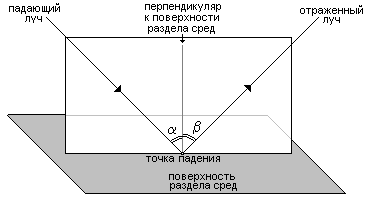 падающий
луч
перпендикуляр
к поверхности
раздела сред
отраженный
луч
α
β
точка падения
поверхность
раздела сред